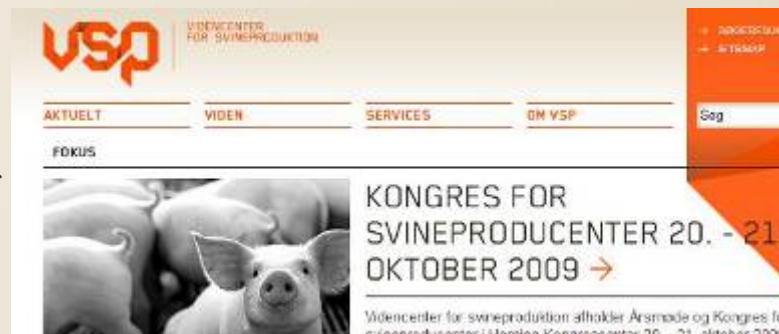 VSP
VIDENCENTER
FOR SVINEPRODUKTION
SITEMAP
AKTUELT VIDEN SERVICES OM VSP
Søg
FOKUS
KONGRES FOR
SVINEPRODUCENTER 20. - 21
OKTOBER 2009 →
Videncenter for svineproduktion afholder Årsmøde og Kongres f